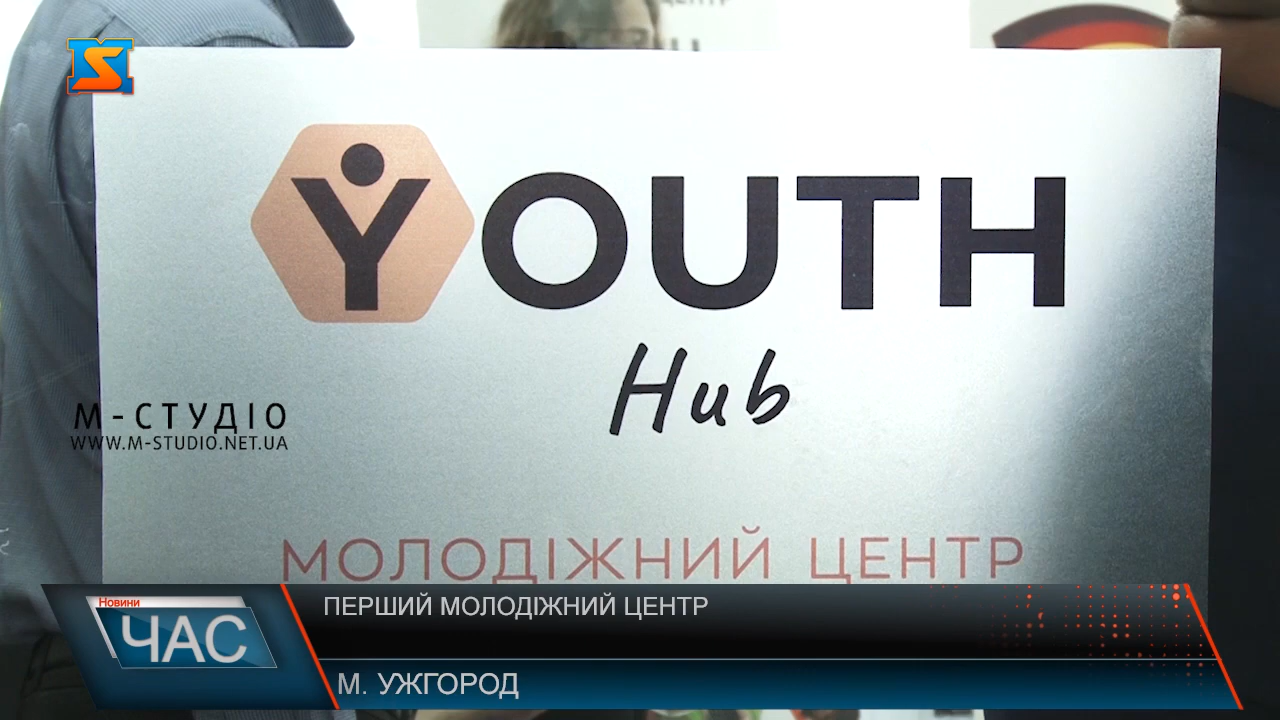 YOUTH
Hub
М-СТУДІО
WWW.M-STUDIO.NET.UA
МОЛОДІЖНИЙ ЦЕНТР
Новини
ЧАС
ПЕРШИЙ МОЛОДІЖНИЙ ЦЕНТР
М. УЖГОРОД